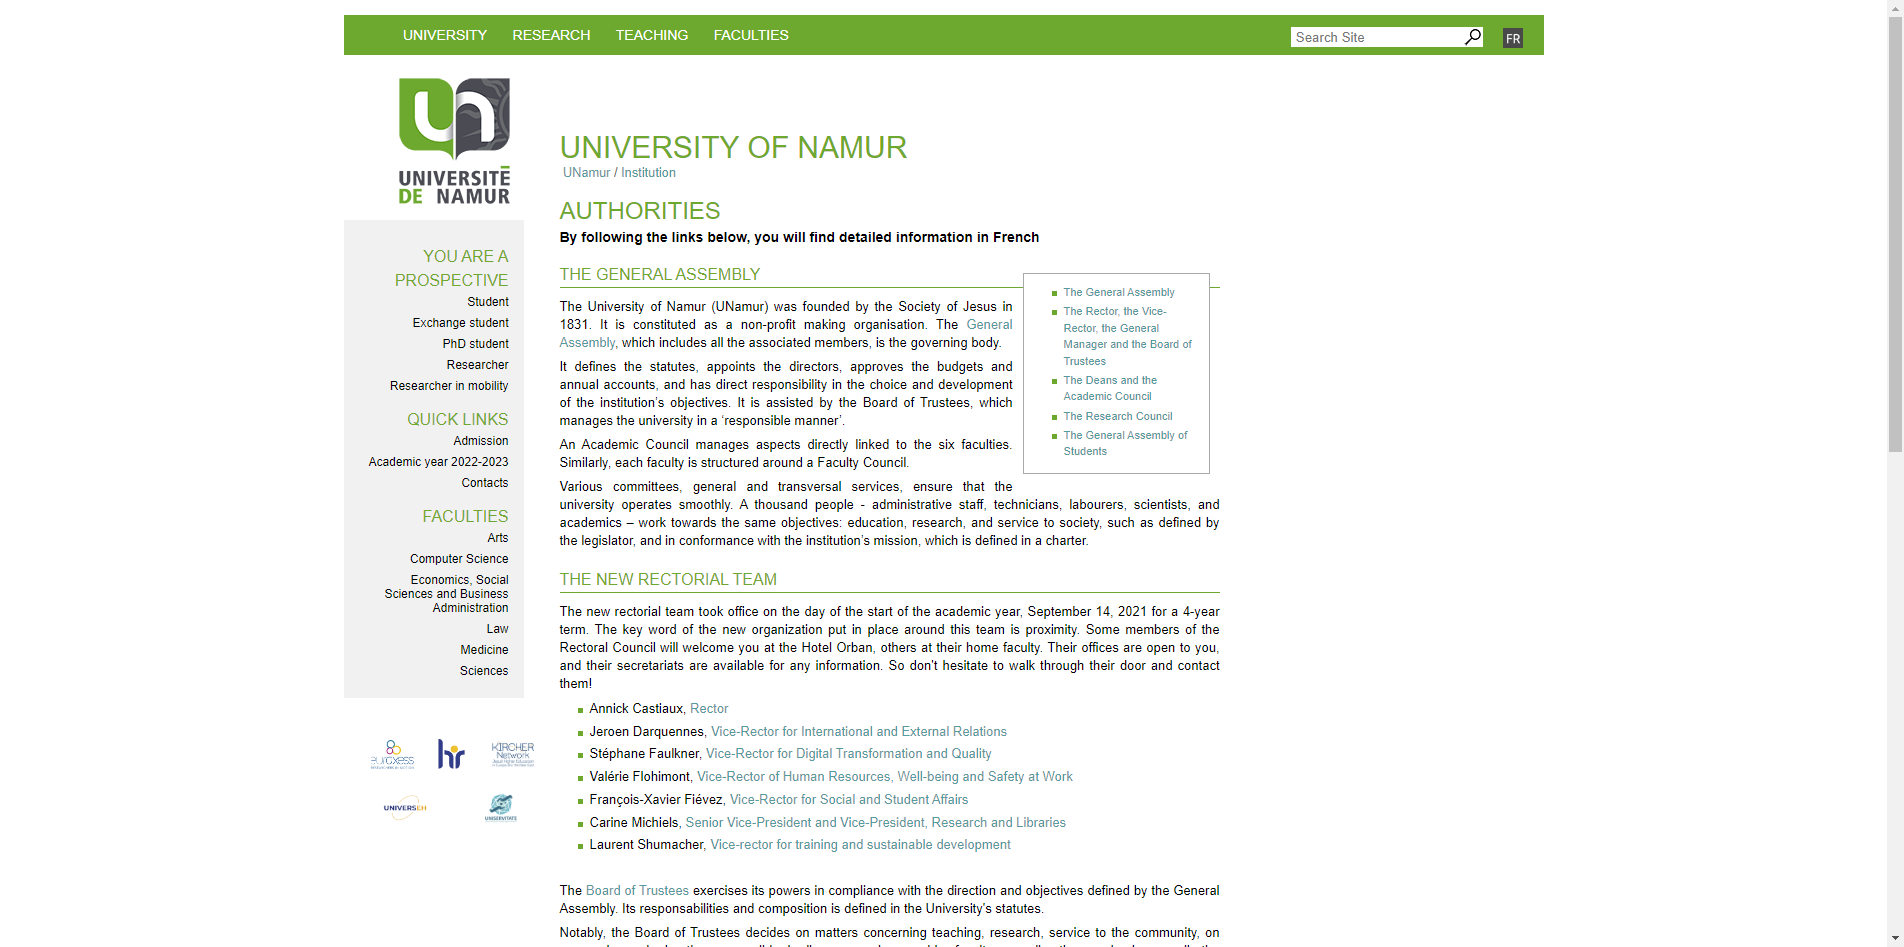 UNIVERSITY RESEARCH TEACHING FACULTIES
Search Site
FR
UNIVERSITÉ
DE NAMUR
YOU ARE A
PROSPECTIVE
Student
Exchange student
PhD student
Researcher
Researcher in mobility
QUICK LINKS
Admission
Academic year 2022-2023
Contacts
FACULTIES
Arts
Computer Science
Economics, Social
Sciences and Business
Administration
Law
Medicine
Sciences
euraxess
hr
KIRCHER
Network
UNIVERSEH
UNISERVITATE
UNIVERSITY OF NAMUR
UNamur / Institution
AUTHORITIES
By following the links below, you will find detailed information in French
THE GENERAL ASSEMBLY
The University of Namur (UNamur) was founded by the Society of Jesus in
1831. It is constituted as a non-profit making organisation. The General
Assembly, which includes all the associated members, is the governing body.
It defines the statutes, appoints the directors, approves the budgets and
annual accounts, and has direct responsibility in the choice and development
of the institution's objectives. It is assisted by the Board of Trustees, which
manages the university in a ‘responsible manner’.
An Academic Council manages aspects directly linked to the six faculties.
Similarly, each faculty is structured around a Faculty Council.
Various committees, general and transversal services, ensure that the
university operates smoothly. A thousand people - administrative staff, technicians, labourers, scientists, and
academics – work towards the same objectives: education, research, and service to society, such as defined by
the legislator, and in conformance with the institution's mission, which is defined in a charter.
The General Assembly
The Rector, the Vice-
Rector, the General
Manager and the Board of
Trustees
The Deans and the
Academic Council
The Research Council
The General Assembly of
Students
THE NEW RECTORIAL TEAM
The new rectorial team took office on the day of the start of the academic year, September 14, 2021 for a 4-year
term. The key word of the new organization put in place around this team is proximity. Some members of the
Rectoral Council will welcome you at the Hotel Orban, others at their home faculty. Their offices are open to you,
and their secretariats are available for any information. So don't hesitate to walk through their door and contact
them!
Annick Castiaux, Rector
Jeroen Darquennes, Vice-Rector for International and External Relations
Stéphane Faulkner, Vice-Rector for Digital Transformation and Quality
Valérie Flohimont, Vice-Rector of Human Resources, Well-being and Safety at Work
François-Xavier Fiévez, Vice-Rector for Social and Student Affairs
Carine Michiels, Senior Vice-President and Vice-President, Research and Libraries
Laurent Shumacher, Vice-rector for training and sustainable development
The Board of Trustees exercises its powers in compliance with the direction and objectives defined by the General
Assembly. Its responsabilities and composition is defined in the University's statutes.
Notably, the Board of Trustees decides on matters concerning teaching, research, service to the community, on